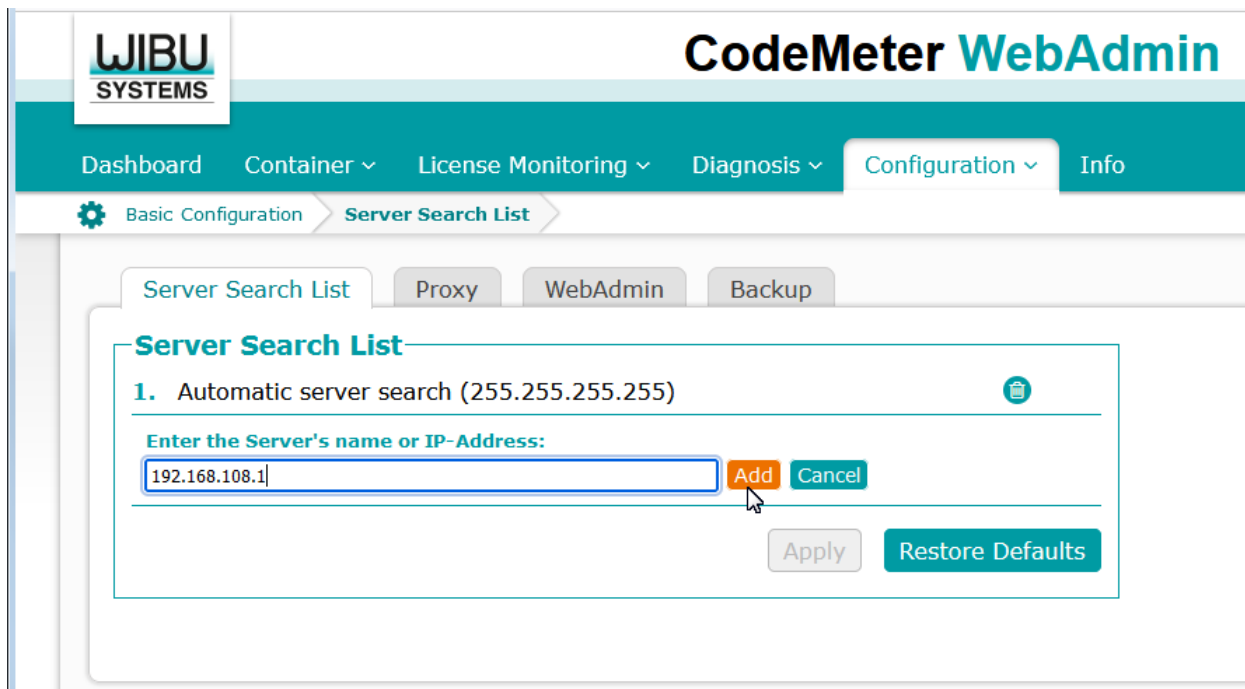 WIBU
SYSTEMS
CodeMeter WebAdmin
Dashboard Container License Monitoring Diagnosis Configuration Info
Basic Configuration Server Search List
Server Search List Proxy WebAdmin Backup
Server Search List
1. Automatic server search (255.255.255.255)
Enter the Server's name or IP-Address:
192.168.108.1 Add Cancel
Apply Restore Defaults